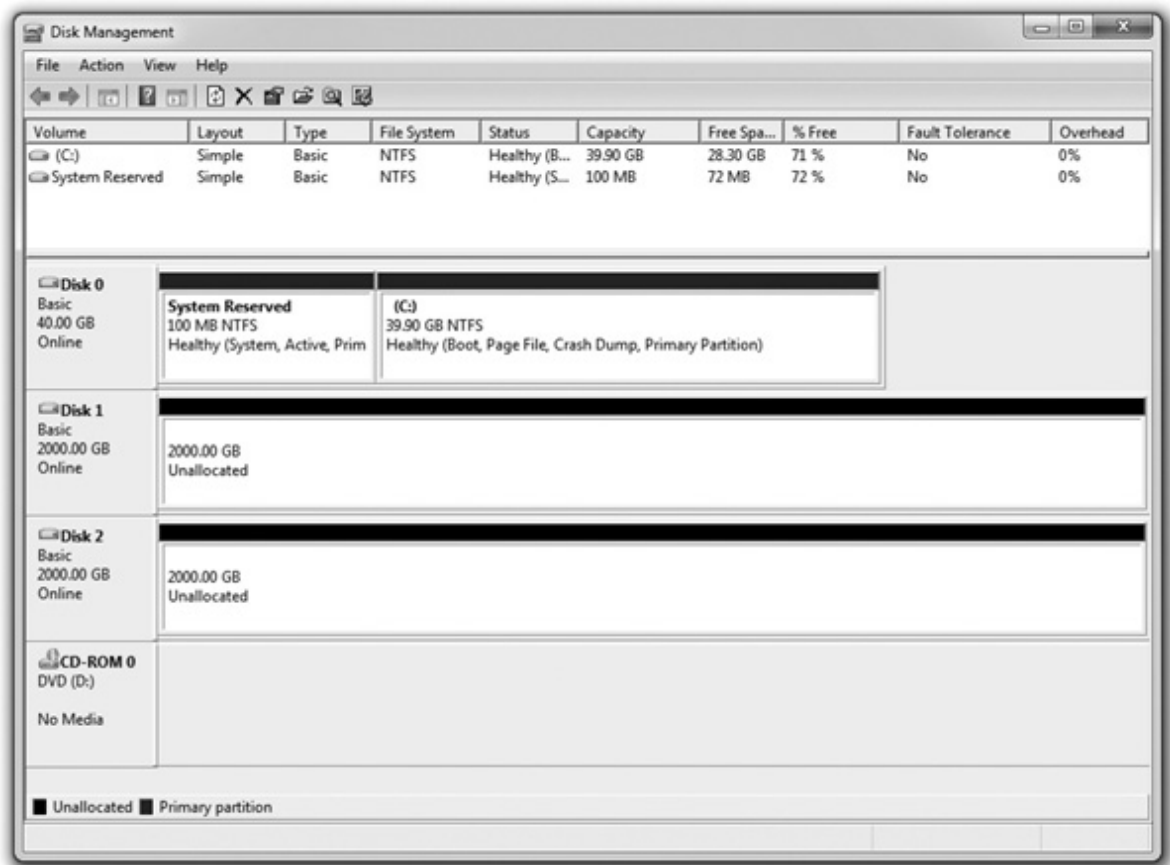 Disk Management
File Action View Help
Volume Layout Type File System Status Capacity Free Spa... % Free Fault Tolerance Overhead
(C:) Simple Basic NTFS Healthy (B... 39.90 GB 28.30 GB 71 % No 0%
System Reserved Simple Basic NTFS Healthy (S... 100 MB 72 MB 72 % No 0%
Disk 0
Basic
40.00 GB
Online
System Reserved
100 MB NTFS
Healthy (System, Active, Prim
(C:)
39.90 GB NTFS
Healthy (Boot, Page File, Crash Dump, Primary Partition)
Disk 1
Basic
2000.00 GB
Online
2000.00 GB
Unallocated
Disk 2
Basic
2000.00 GB
Online
2000.00 GB
Unallocated
CD-ROM 0
DVD (D:)
No Media
Unallocated Primary partition